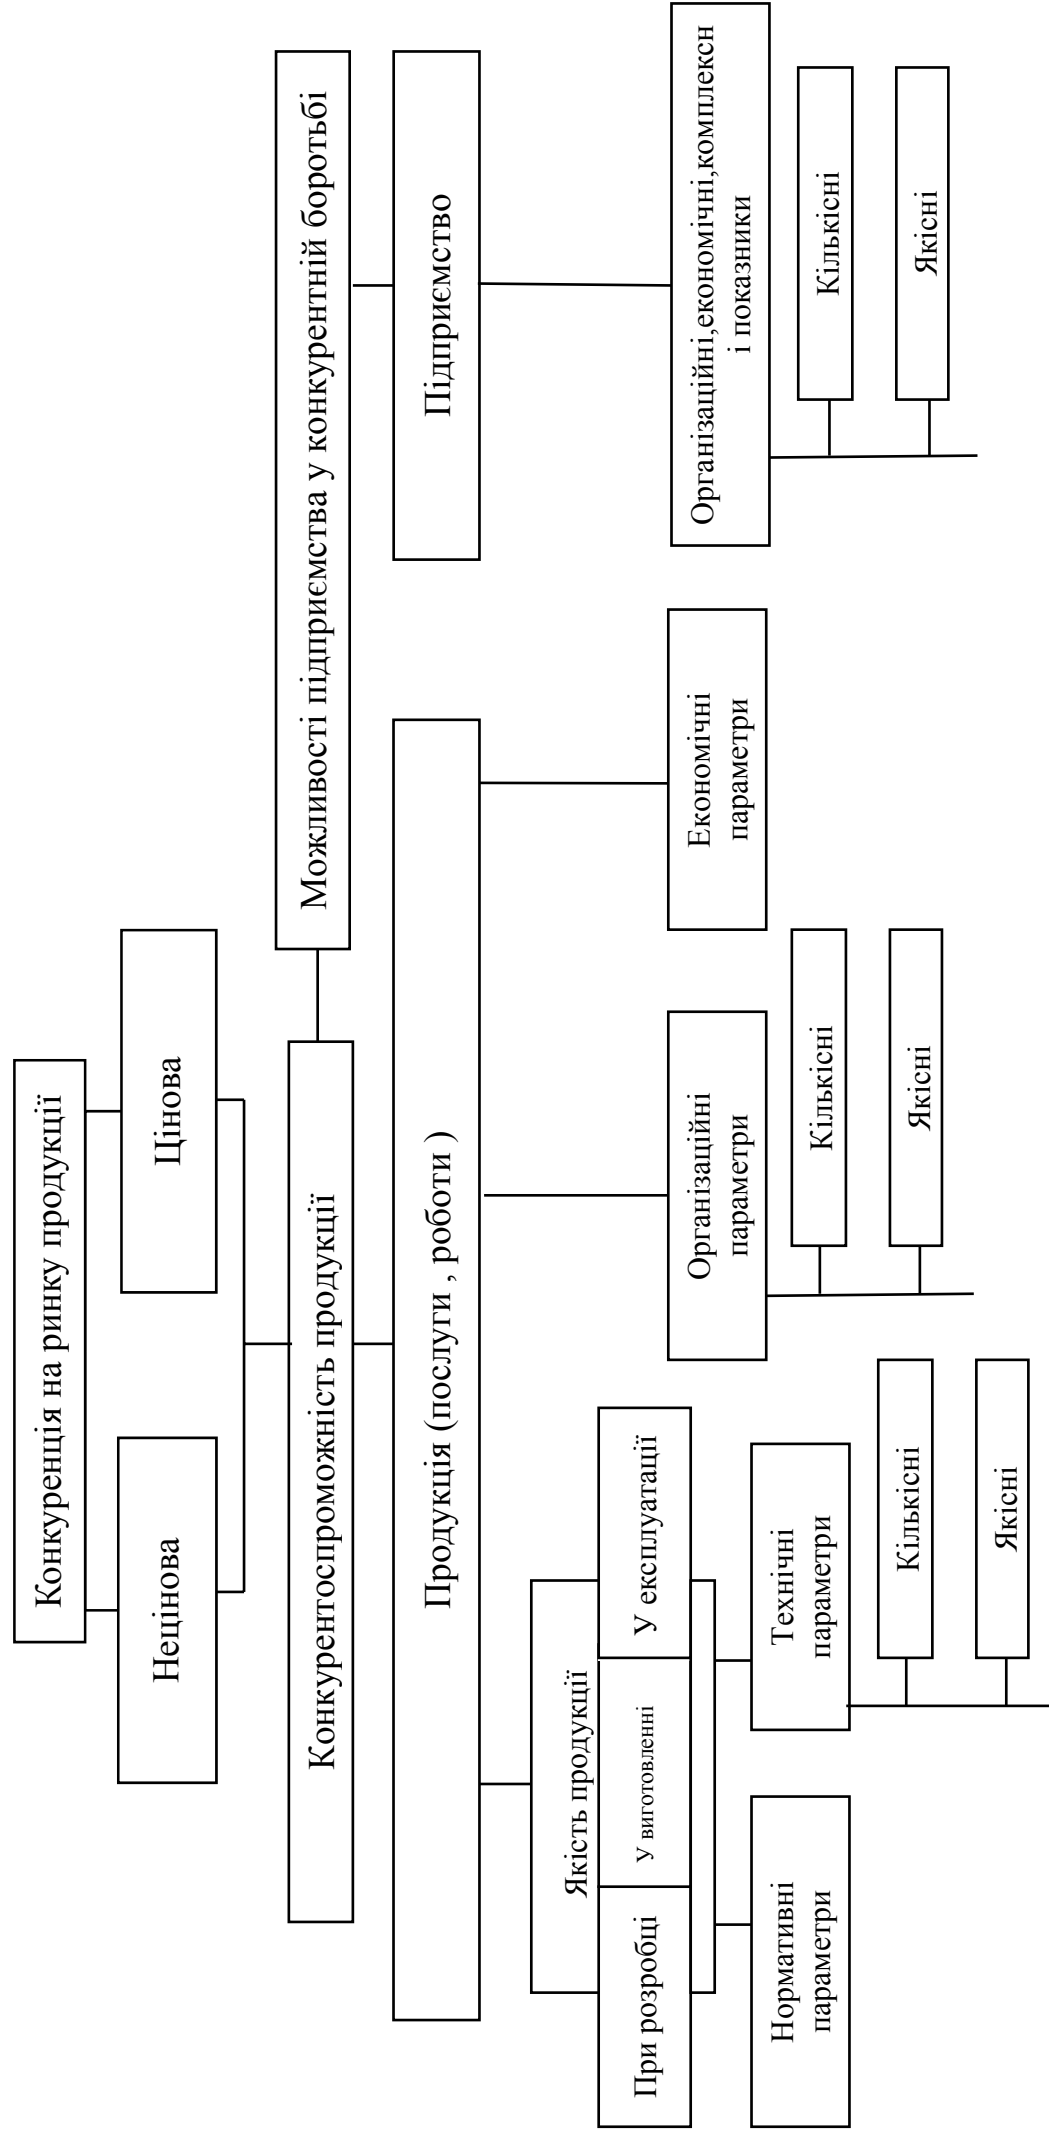 Конкуренція на ринку продукції
Нецінова
Цінова
Конкурентоспроможність продукції
Можливості підприємства у конкурентній боротьбі
Продукція (послуги , роботи )
Підприємство
Якість продукції
При розробці
У виготовленні
У експлуатації
Організаційні
параметри
Економічні
параметри
Організаційні,економічні,комплексн
і показники
Нормативні
параметри
Технічні
параметри
Кількісні
Якісні
Кількісні
Якісні
Кількісні
Якісні